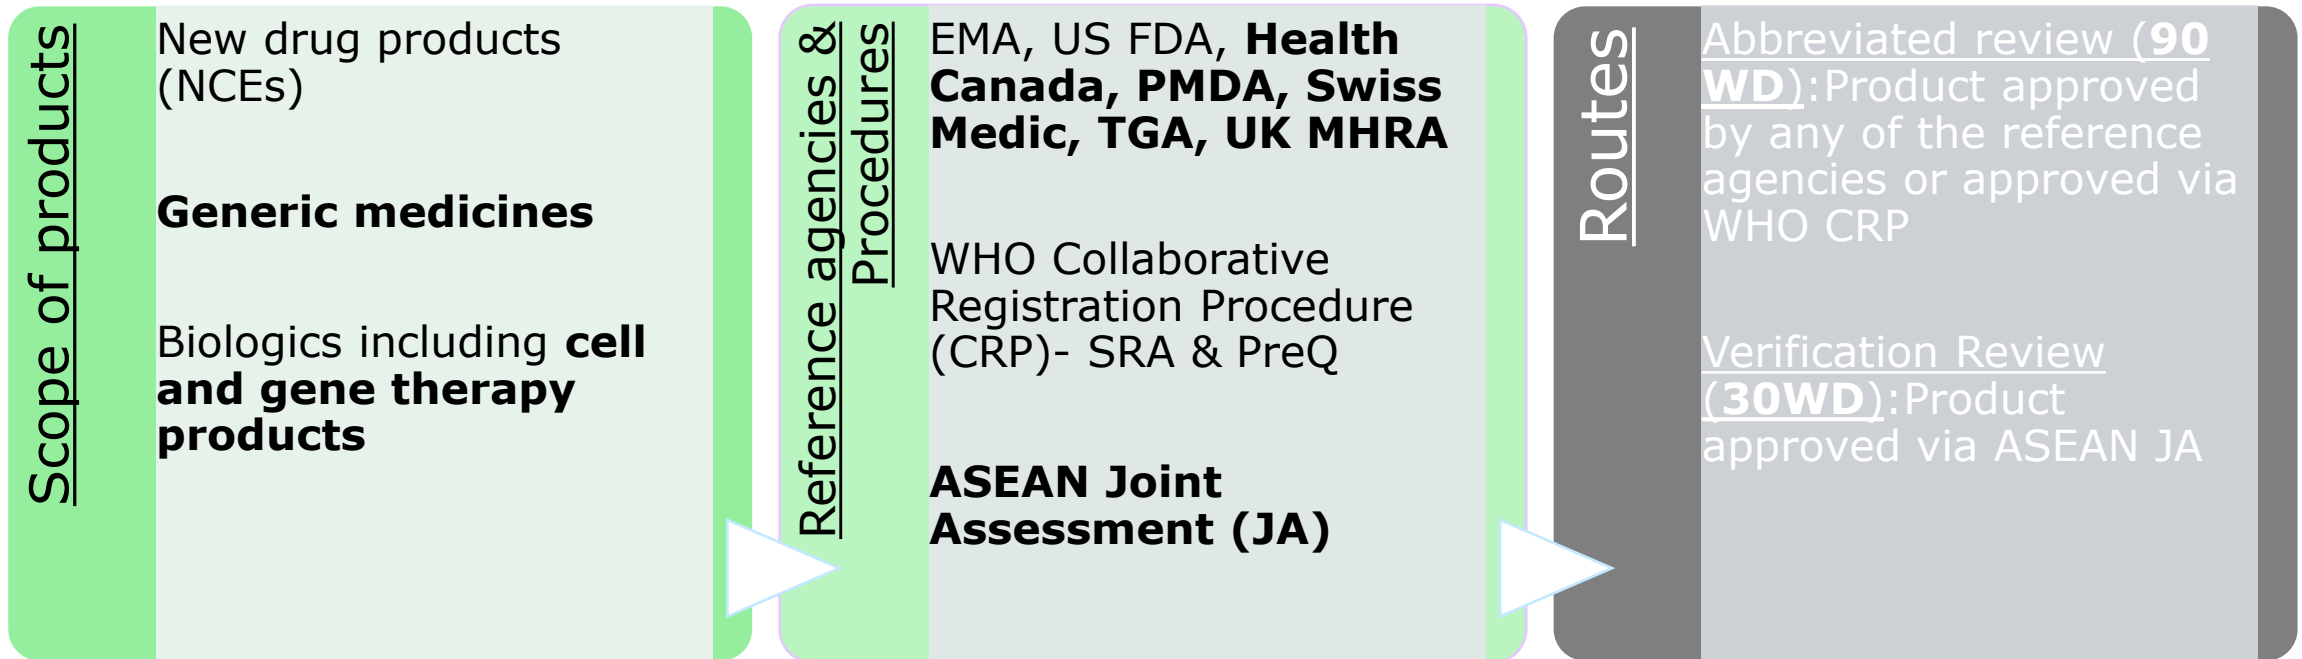 Scope of products
New drug products
(NCEs)
Generic medicines
Biologics including cell
and gene therapy
products
Reference agencies &
Procedures
EMA, US FDA, Health
Canada, PMDA, Swiss
Medic, TGA, UK MHRA
WHO Collaborative
Registration Procedure
(CRP)- SRA & PreQ
ASEAN Joint
Assessment (JA)
Routes
Abbreviated review (90
WD):Product approved
by any of the reference
agencies or approved via
WHO CRP
Verification Review
(30WD):Product
approved via ASEAN JA